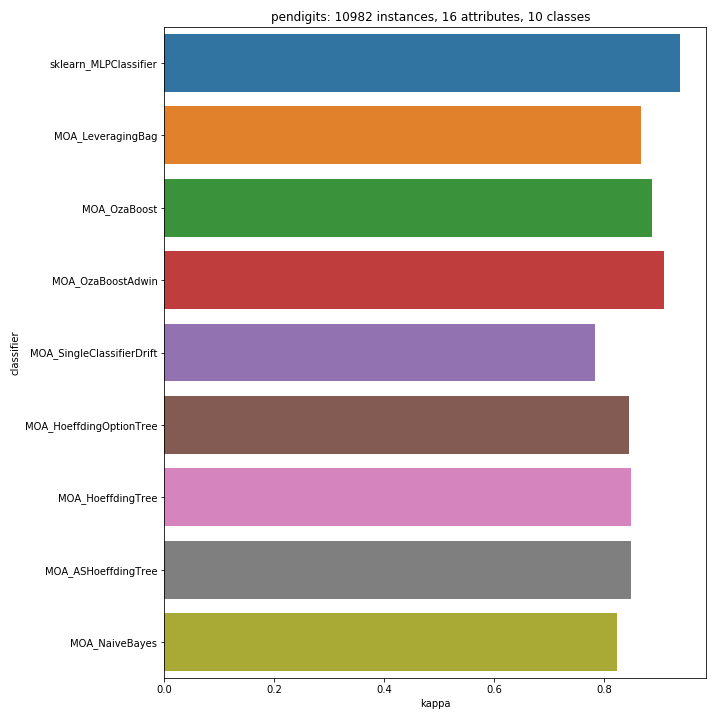 pendigits: 10982 instances, 16 attributes, 10 classes
sklearn_MLPClassifier
MOA_LeveragingBag
MOA_OzaBoost
MOA_OzaBoostAdwin
classifier
MOA_SingleClassifierDrift
MOA_HoeffdingOptionTree
MOA_HoeffdingTree
MOA_ASHoeffdingTree
MOA_NaiveBayes
0.0 0.2 0.4 0.6 0.8
kappa